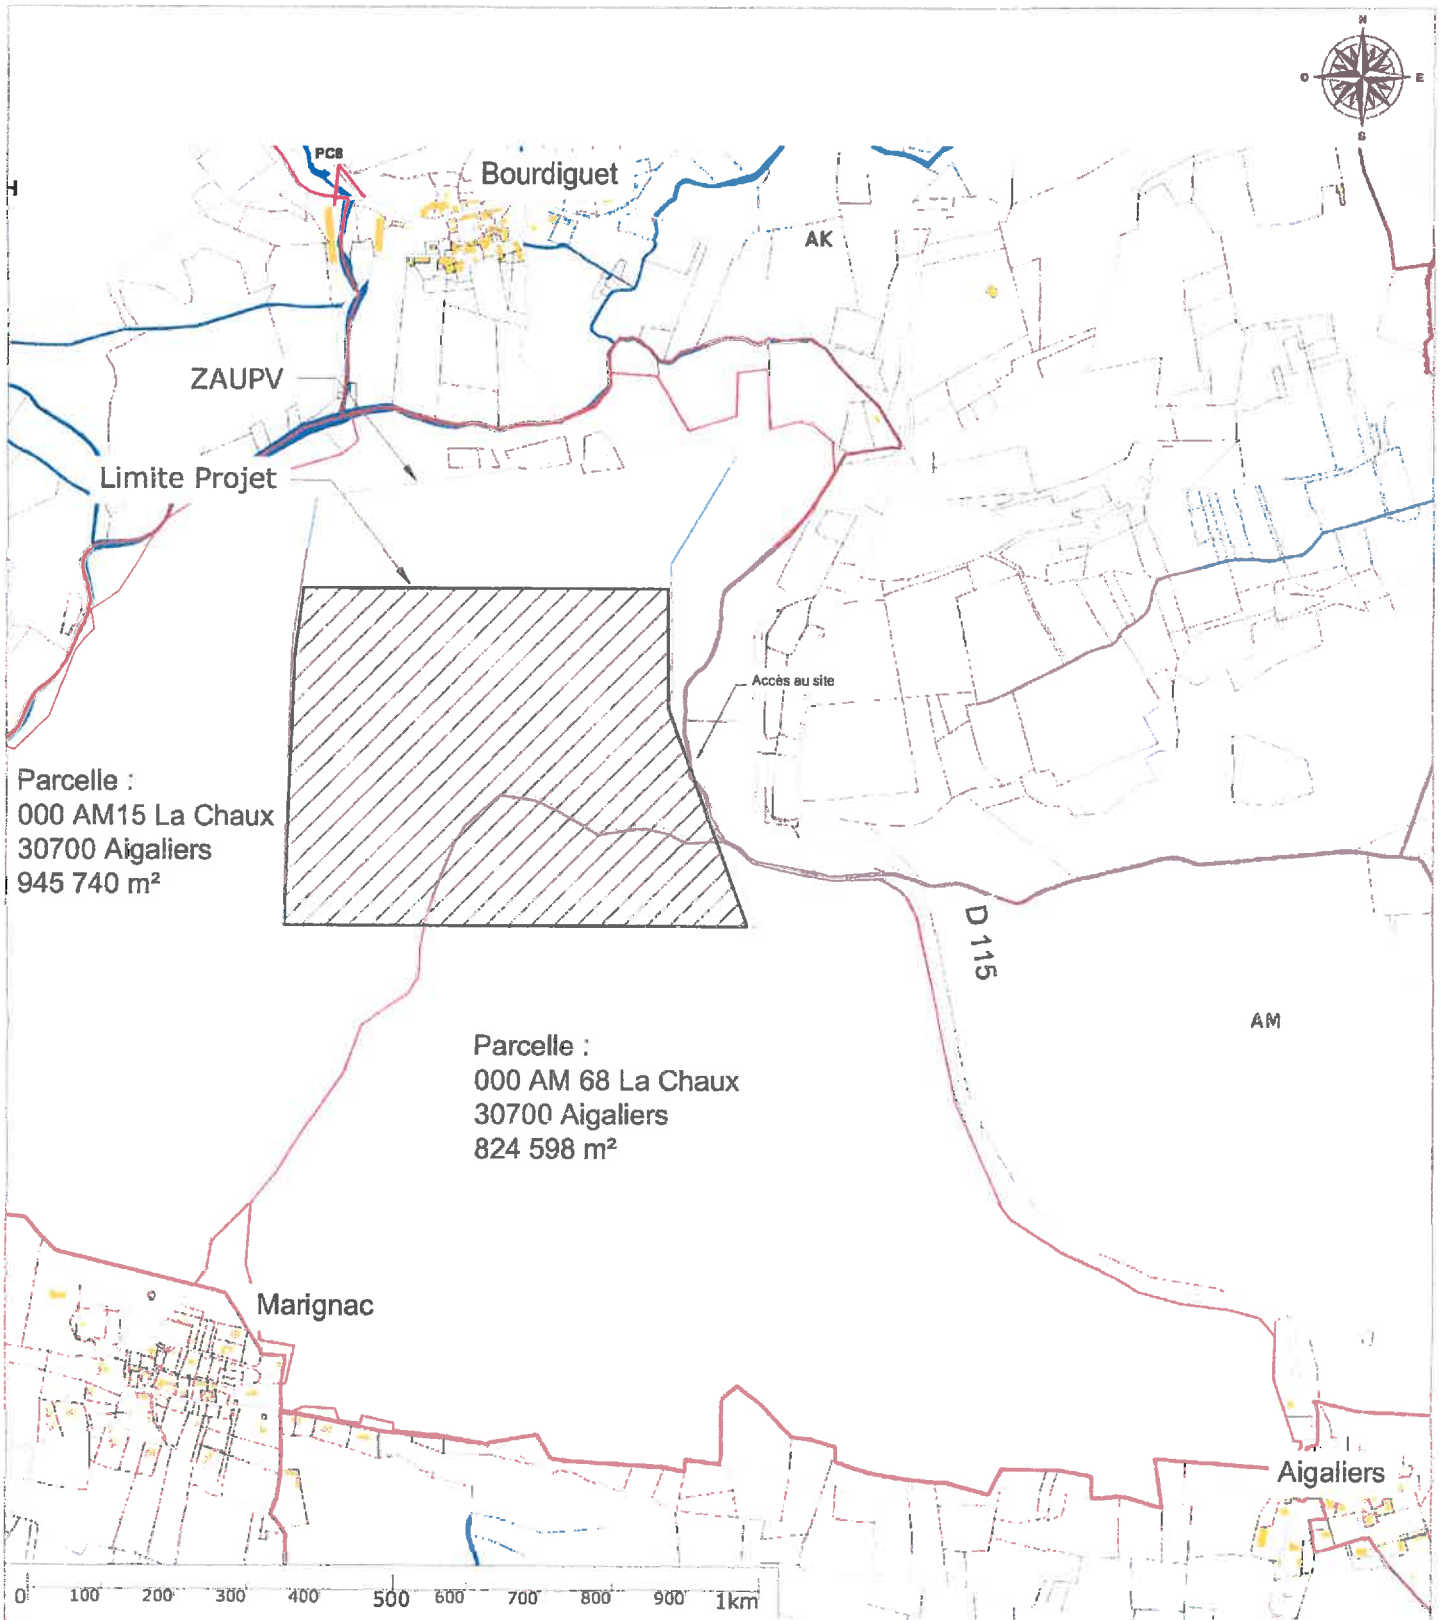 N
O
E
S
PC8
Bourdiguet
AK
ZAUPV
Limite Projet
Accès au site
Parcelle :
000 AM15 La Chaux
30700 Aigaliers
945 740 m²
D 115
AM
Parcelle :
000 AM 68 La Chaux
30700 Aigaliers
824 598 m²
Marignac
Aigaliers
0 100 200 300 400 500 600 700 800 900 1km